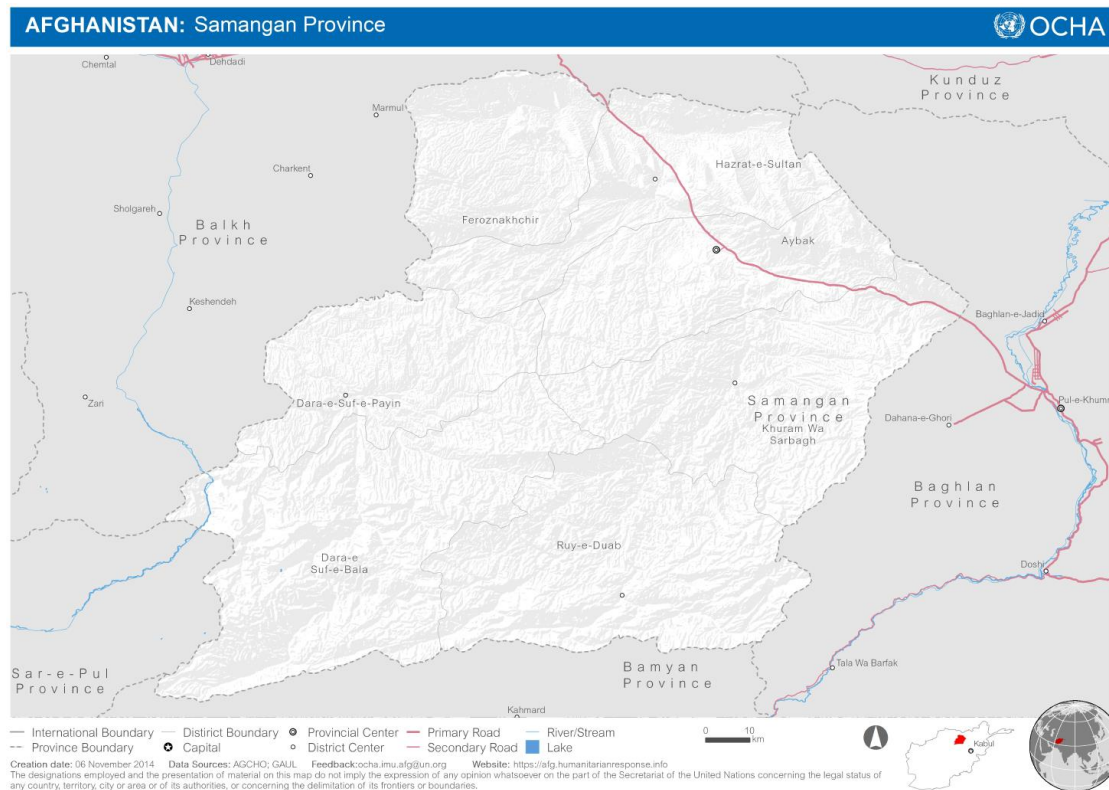 AFGHANISTAN: Samangan Province
OCHA
Chemtal
Dehdadi
Kunduz
Province
Marmul
Hazrat-e-Sultan
Charkent
Sholgareh
Balkh
Province
Feroznakhchir
Aybak
Keshendeh
Baghlan-e-Jadid
Zari
Dara-e-Suf-e-Payin
Samangan
Province
Khuram Wa
Sarbagh
Pul-e-Khumri
Dahana-e-Ghori
Baghlan
Province
Ruy-e-Duab
Dara-e
Suf-e-Bala
Doshi
Sar-e-Pul
Province
Bamyan
Province
Tala Wa Barfak
Kahmard
International Boundary
District Boundary
Provincial Center
Primary Road
River/Stream
Province Boundary
Capital
District Center
Secondary Road
Lake
0 10
km
Kabul
Creation date: 06 November 2014 Data Sources: AGCHO; GAUL Feedback:ocha.imu.afg@un.org Website: https://afg.humanitarianresponse.info
The designations employed and the presentation of material on this map do not imply the expression of any opinion whatsoever on the part of the Secretariat of the United Nations concerning the legal status of
any country, territory, city or area or of its authorities, or concerning the delimitation of its frontiers or boundaries.